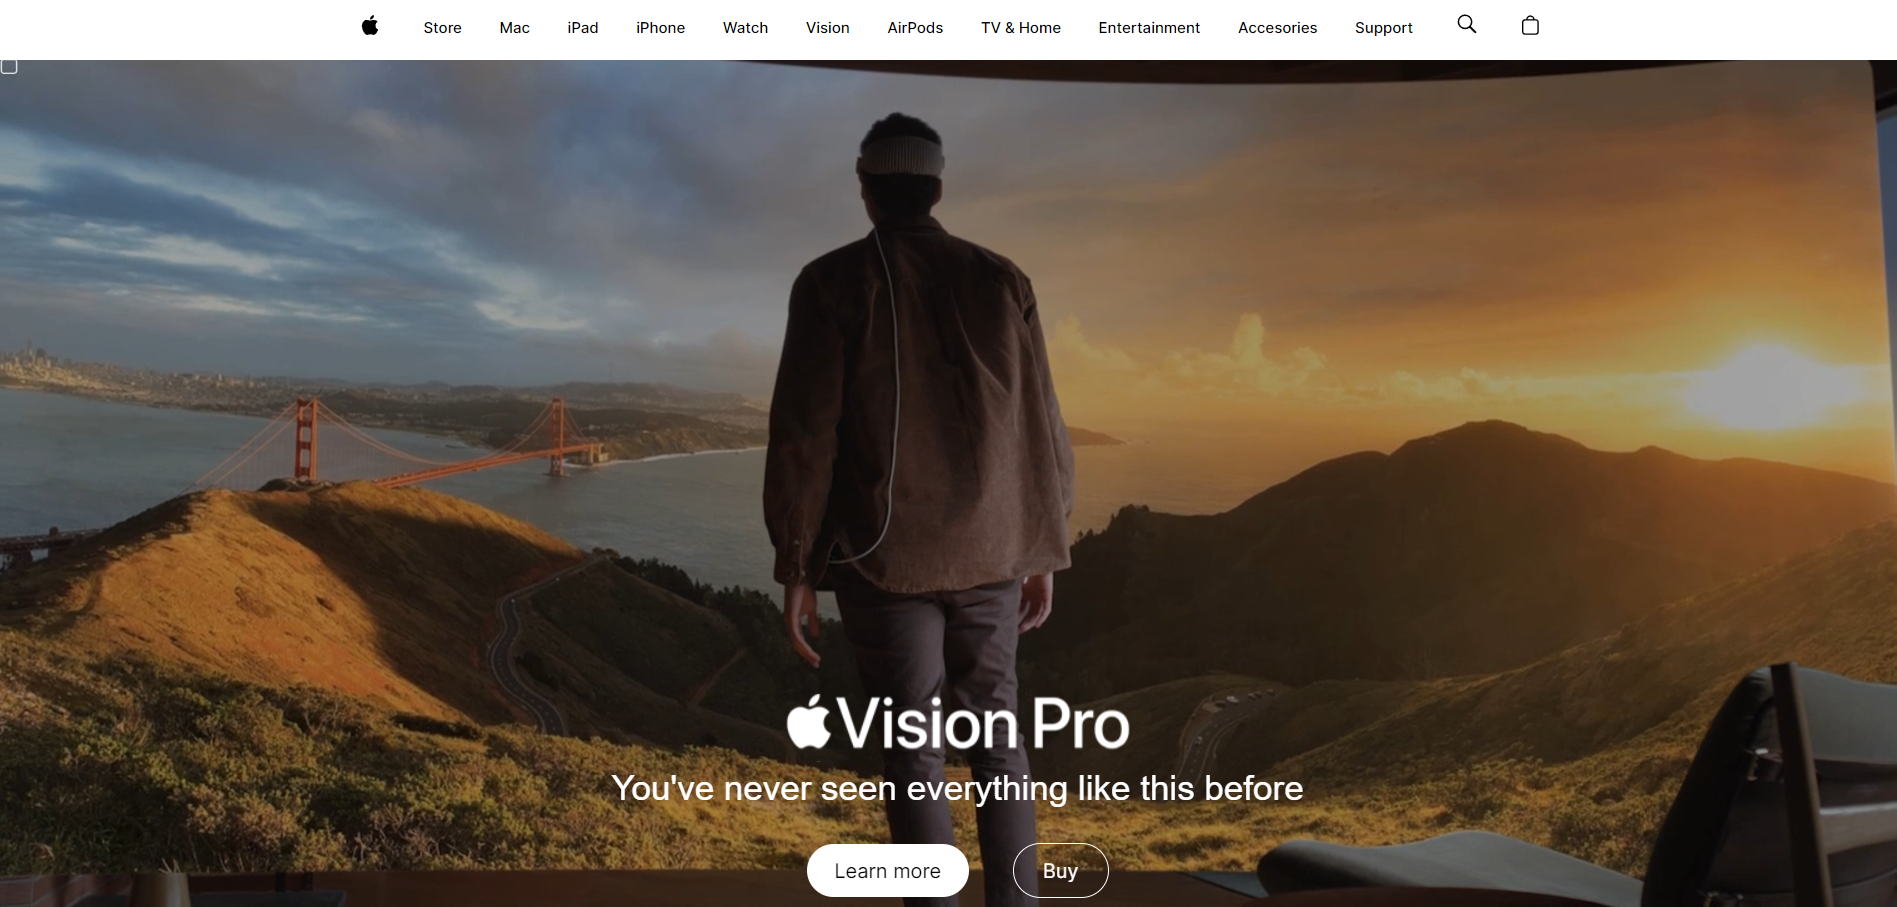 Store Mac iPad iPhone Watch Vision AirPods TV & Home Entertainment Accesories Support
Vision Pro
You've never seen everything like this before
Learn more Buy